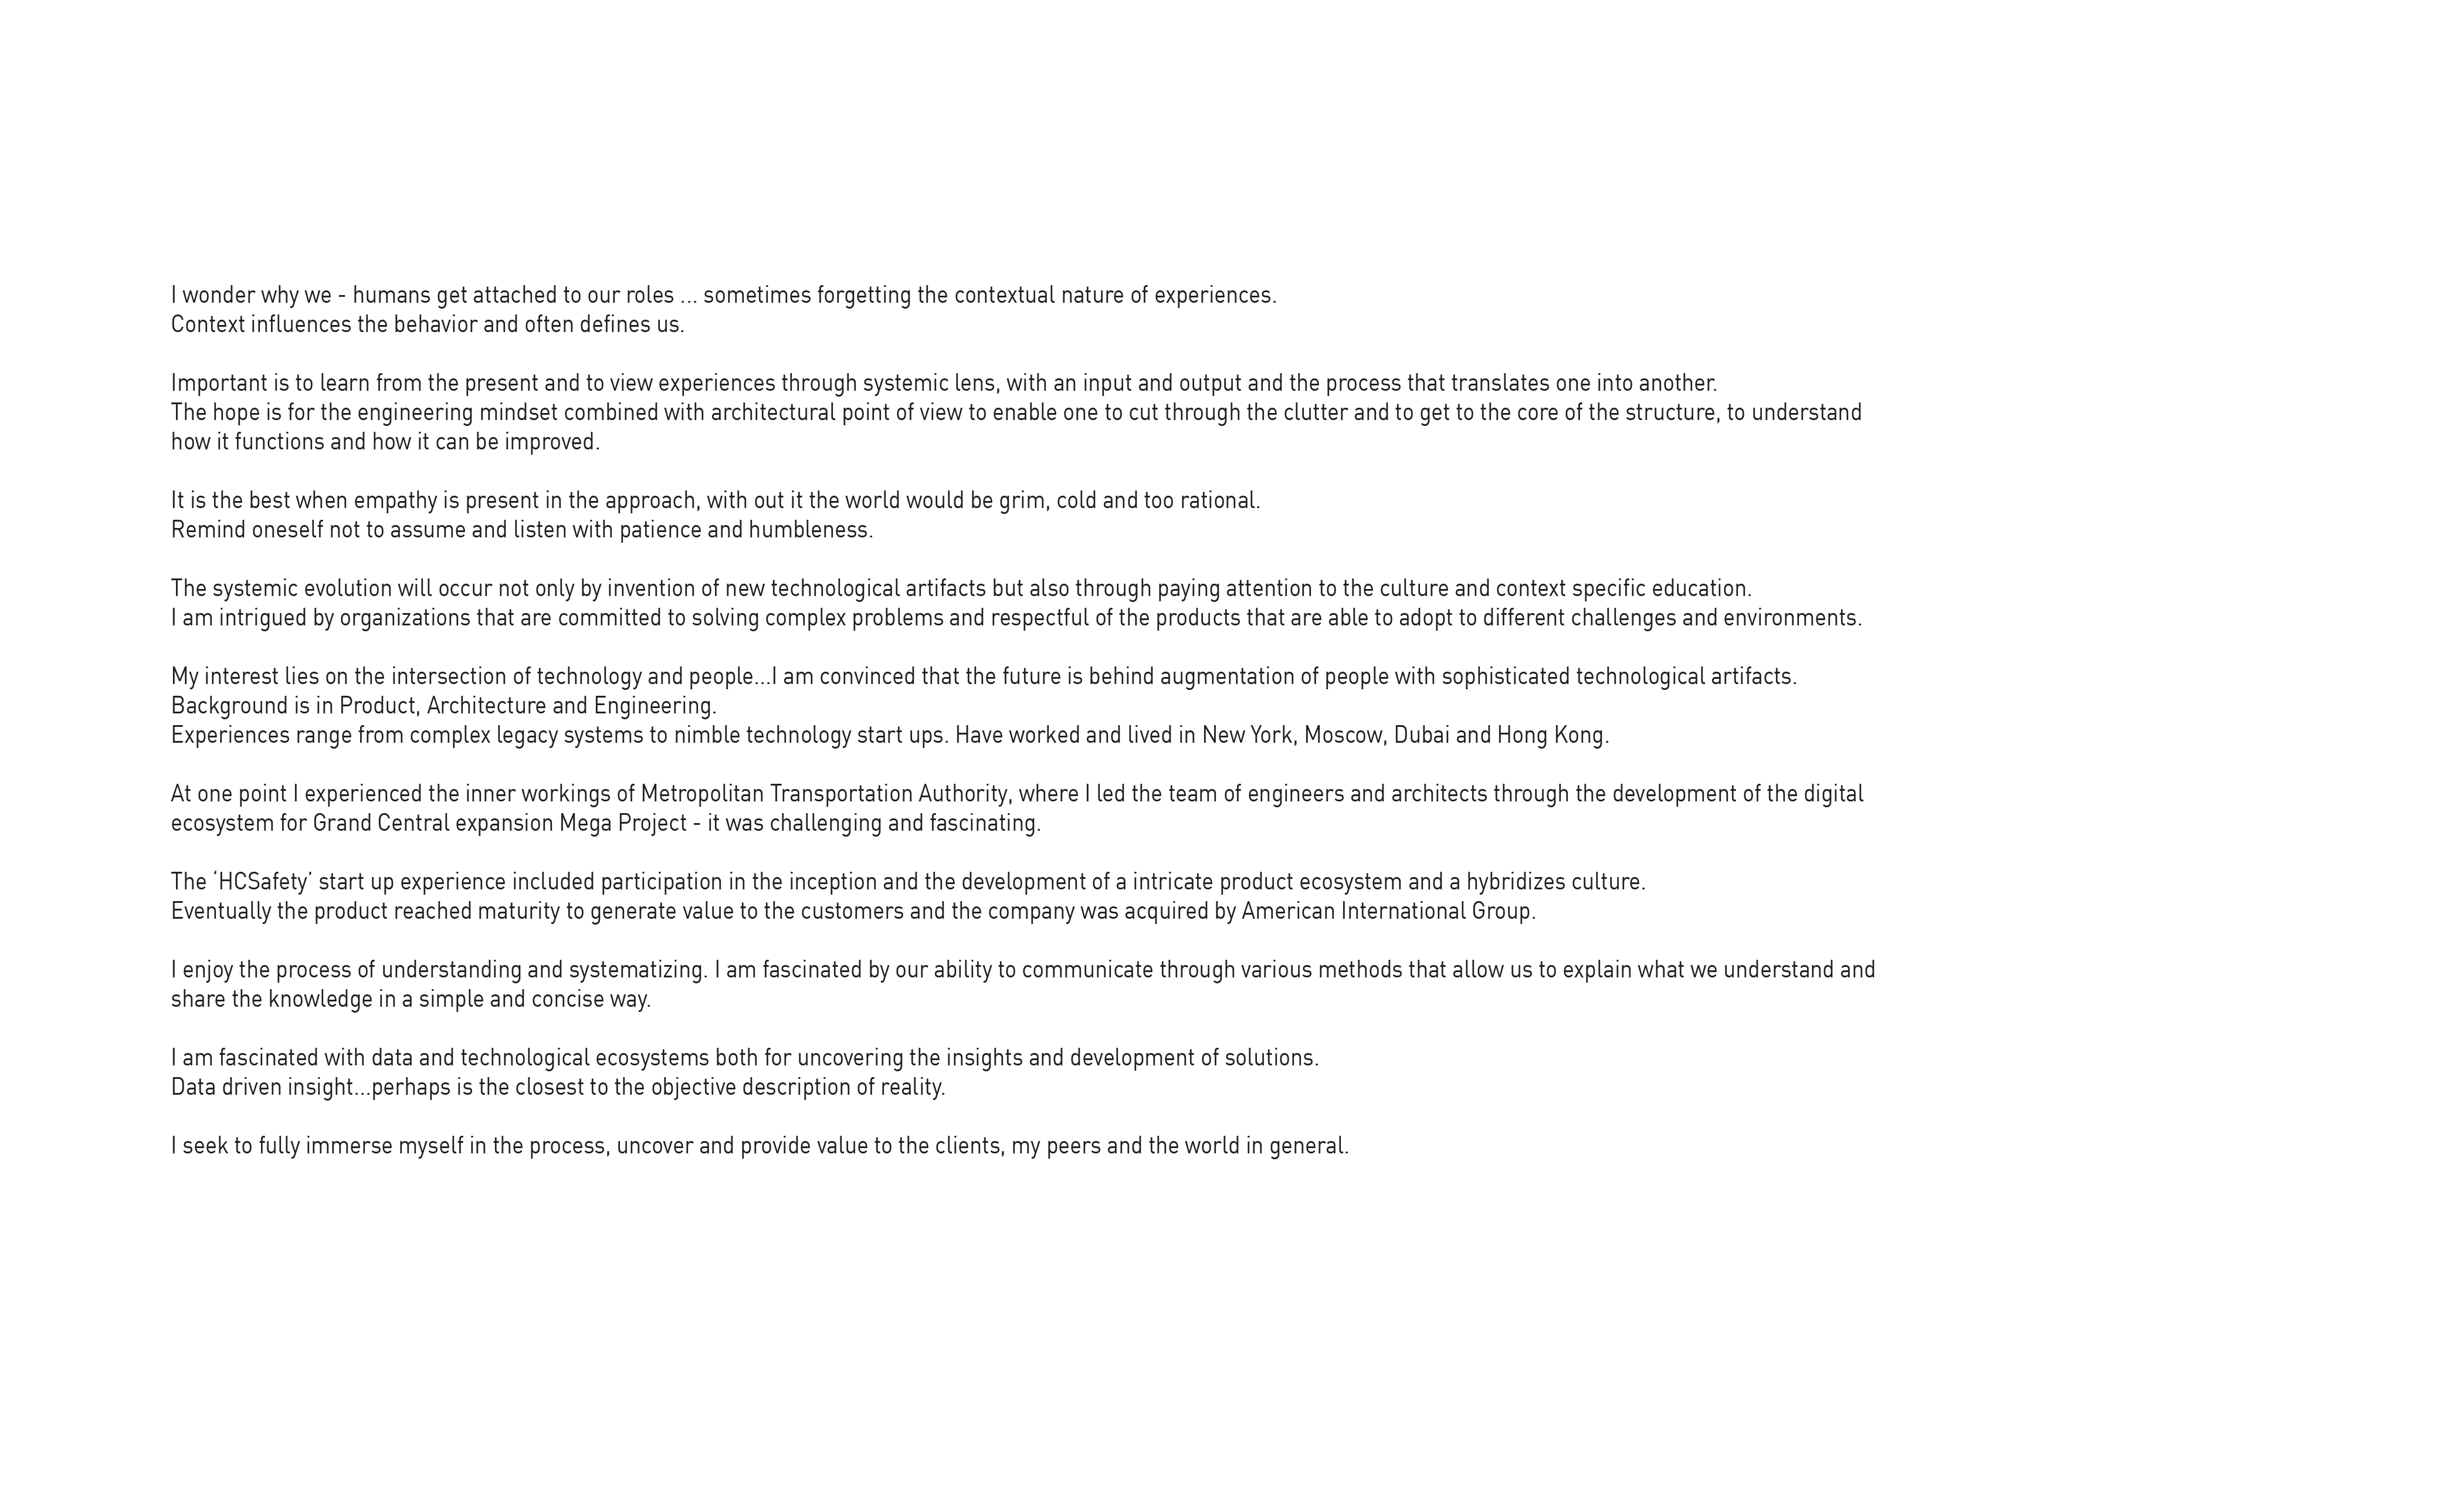 I wonder why we - humans get attached to our roles ... sometimes forgetting the contextual nature of experiences.
Context influences the behavior and often defines us.
Important is to learn from the present and to view experiences through systemic lens, with an input and output and the process that translates one into another.
The hope is for the engineering mindset combined with architectural point of view to enable one to cut through the clutter and to get to the core of the structure, to understand
how it functions and how it can be improved.
It is the best when empathy is present in the approach, with out it the world would be grim, cold and too rational.
Remind oneself not to assume and listen with patience and humbleness.
The systemic evolution will occur not only by invention of new technological artifacts but also through paying attention to the culture and context specific education.
I am intrigued by organizations that are committed to solving complex problems and respectful of the products that are able to adopt to different challenges and environments.
My interest lies on the intersection of technology and people...I am convinced that the future is behind augmentation of people with sophisticated technological artifacts.
Background is in Product, Architecture and Engineering.
Experiences range from complex legacy systems to nimble technology start ups. Have worked and lived in New York, Moscow, Dubai and Hong Kong.
At one point I experienced the inner workings of Metropolitan Transportation Authority, where I led the team of engineers and architects through the development of the digital
ecosystem for Grand Central expansion Mega Project - it was challenging and fascinating.
The ‘HCSafety’ start up experience included participation in the inception and the development of a intricate product ecosystem and a hybridizes culture.
Eventually the product reached maturity to generate value to the customers and the company was acquired by American International Group.
I enjoy the process of understanding and systematizing. I am fascinated by our ability to communicate through various methods that allow us to explain what we understand and
share the knowledge in a simple and concise way.
I am fascinated with data and technological ecosystems both for uncovering the insights and development of solutions.
Data driven insight...perhaps is the closest to the objective description of reality.
I seek to fully immerse myself in the process, uncover and provide value to the clients, my peers and the world in general.